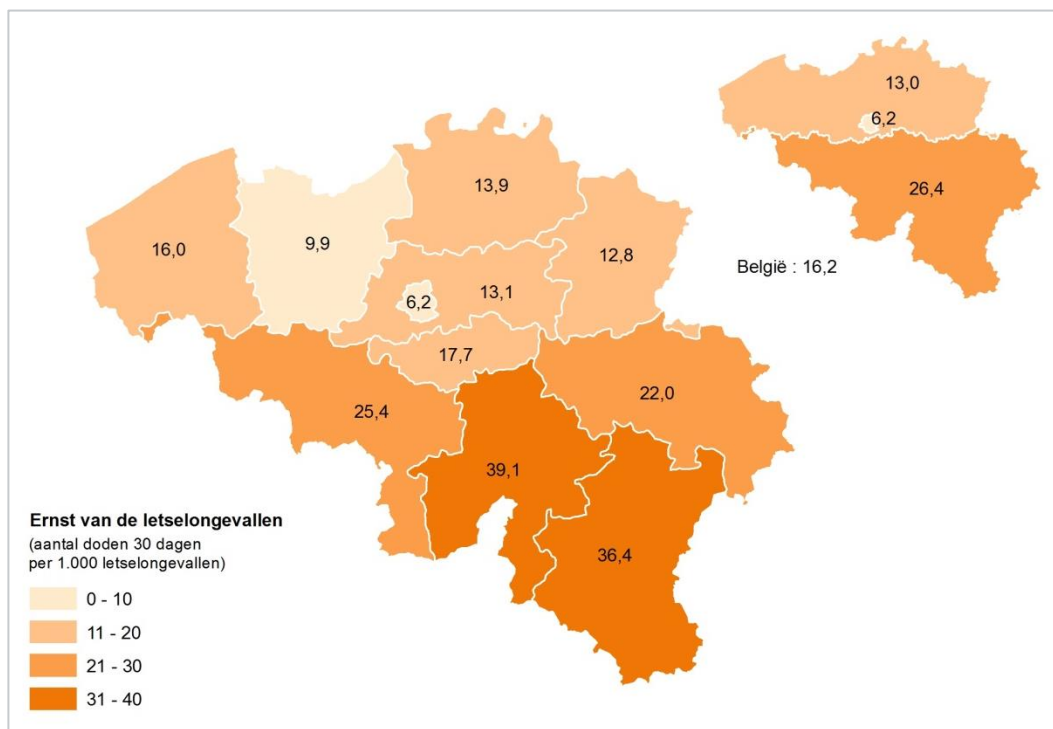 13,0
6,2
26,4
België : 16,2
13,9
16,0
9,9
12,8
6,2
13,1
17,7
22,0
25,4
39,1
36,4
Ernst van de letselongevallen
(aantal doden 30 dagen
per 1.000 letselongevallen)
0 - 10
11 - 20
21 - 30
31 - 40